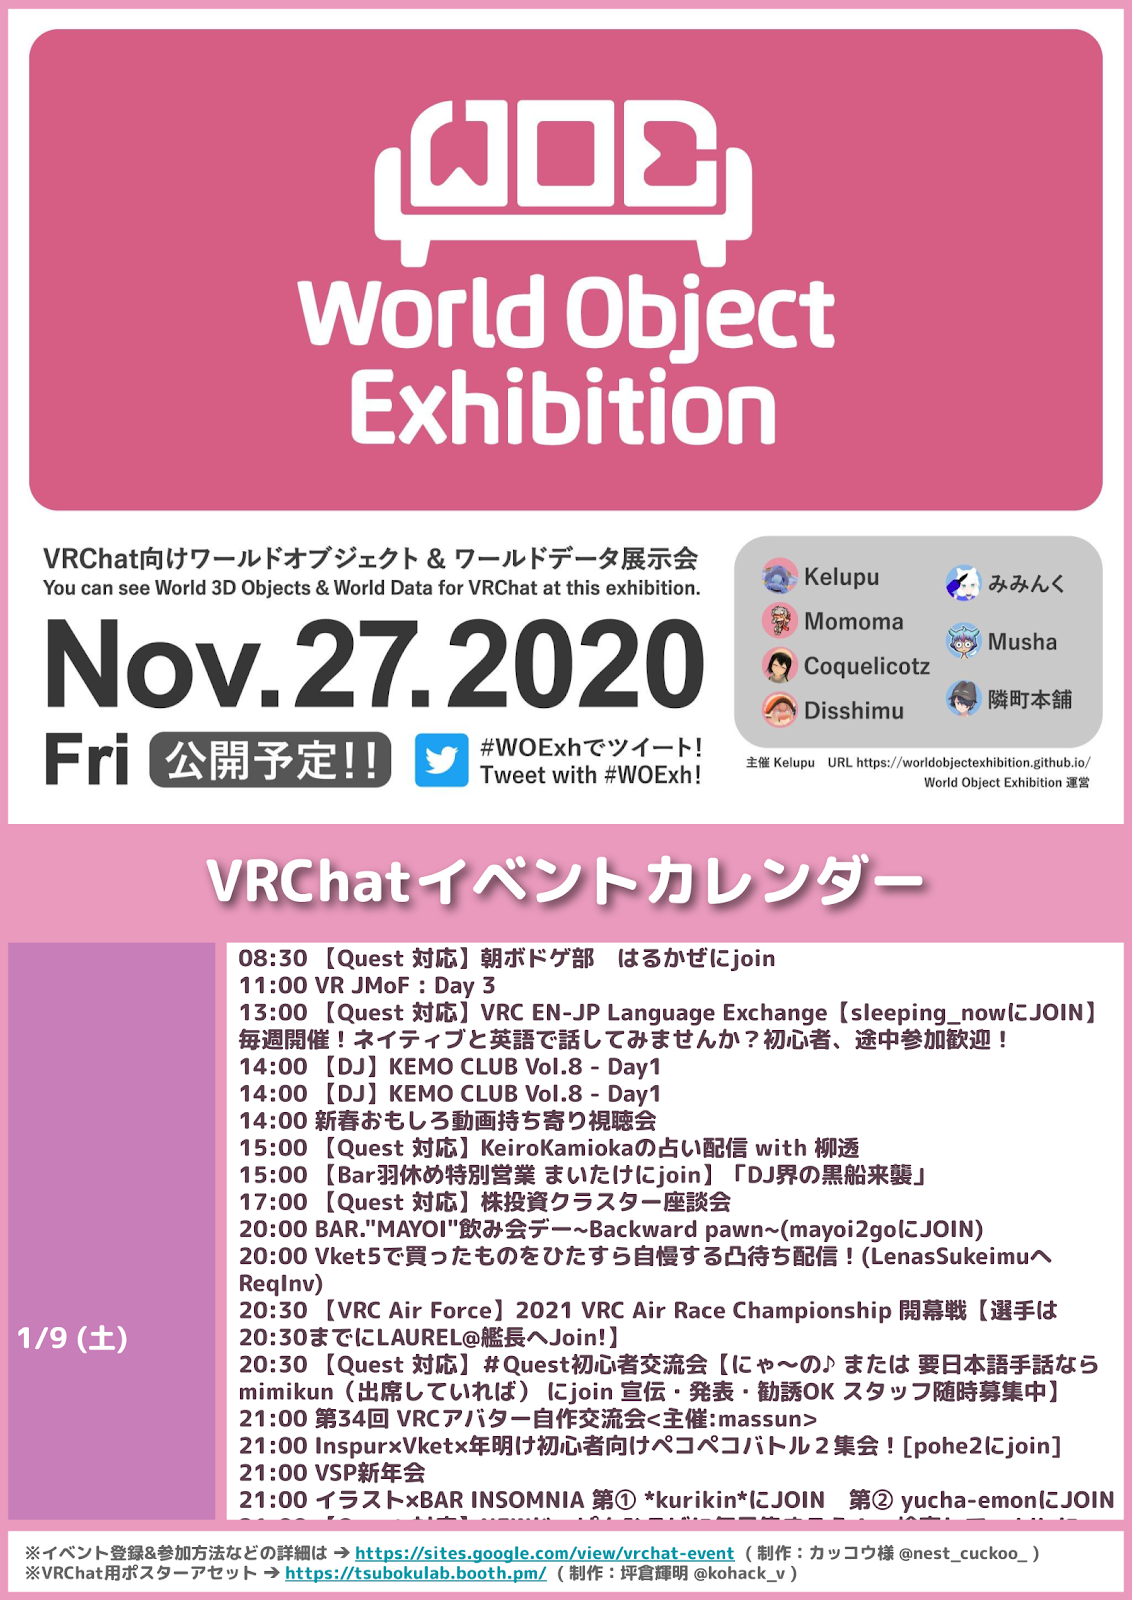 WOE
World Object
Exhibition
VRChat向けワールドオブジェクト & ワールドデータ展示会
You can see World 3D Objects & World Data for VRChat at this exhibition.
Nov.27.2020
Fri 公開予定!!
#WOExhでツイート!
Tweet with #WOExh!
Kelupu
Momoma
Coquelicotz
Disshimu
みみんく
Musha
隣町本舗
主催 Kelupu URL https://worldobjectexhibition.github.io/
World Object Exhibition 運営
VRChatイベントカレンダー
1/9 (土)
08:30 【Quest 対応】朝ボドゲ部　はるかぜにjoin
11:00 VR JMoF : Day 3
13:00 【Quest 対応】VRC EN-JP Language Exchange【sleeping_nowにJOIN】
毎週開催！ネイティブと英語で話してみませんか？初心者、途中参加歓迎！
14:00 【DJ】KEMO CLUB Vol.8 - Day1
14:00 【DJ】KEMO CLUB Vol.8 - Day1
14:00 新春おもしろ動画持ち寄り視聴会
15:00 【Quest 対応】KeiroKamiokaの占い配信 with 柳透
15:00 【Bar羽休め特別営業 まいたけにjoin】「DJ界の黒船来襲」
17:00 【Quest 対応】株投資クラスター座談会
20:00 BAR."MAYOI"飲み会デー~Backward pawn~(mayoi2goにJOIN)
20:00 Vket5で買ったものをひたすら自慢する凸待ち配信！(LenasSukeimuへ
ReqInv)
20:30 【VRC Air Force】2021 VRC Air Race Championship 開幕戦【選手は
20:30までにLAUREL@艦長へJoin!】
20:30 【Quest 対応】＃Quest初心者交流会【にゃ～の♪ または 要日本語手話なら
mimikun（出席していれば） にjoin 宣伝・発表・勧誘OK スタッフ随時募集中】
21:00 第34回 VRCアバター自作交流会<主催:massun>
21:00 Inspur×Vket×年明け初心者向けペコペコバトル２集会！[pohe2にjoin]
21:00 VSP新年会
21:00 イラスト×BAR INSOMNIA 第① *kurikin*にJOIN　第② yucha-emonにJOIN
※イベント登録&参加方法などの詳細は ➔ https://sites.google.com/view/vrchat-event （ 制作：カッコウ様 @nest_cuckoo_ ）
※VRChat用ポスターアセット ➔ https://tsubokulab.booth.pm/ （ 制作：坪倉輝明 @kohack_v ）